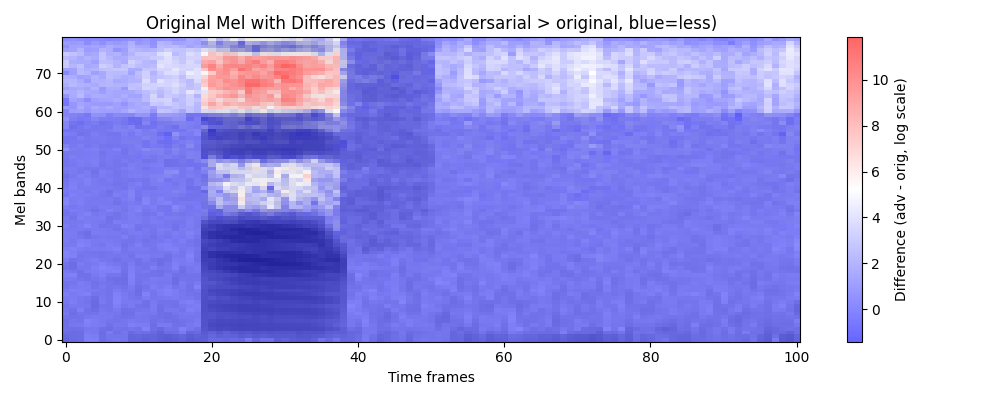 Original Mel with Differences (red=adversarial > original, blue=less)
Mel bands
70
60
50
40
30
20
10
0
0 20 40 60 80 100
Time frames
10
8
6
4
2
0
Difference (adv - orig, log scale)